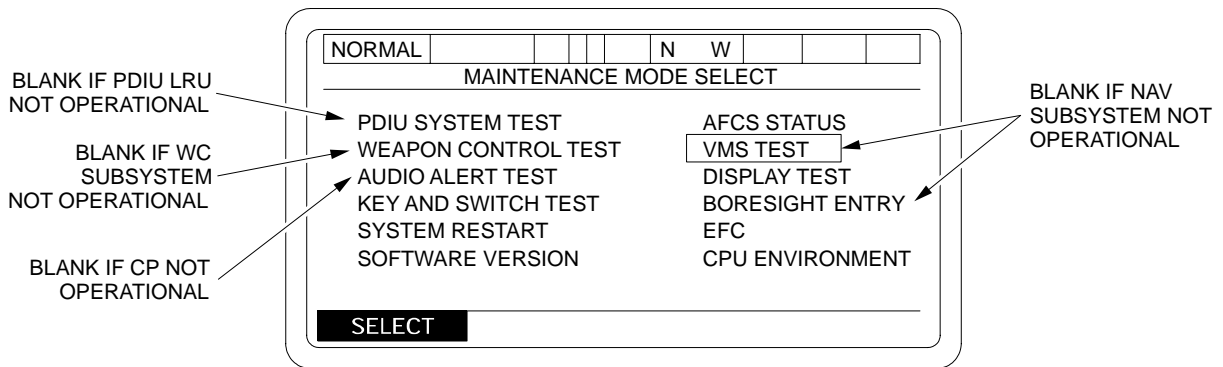 BLANK IF PDIU LRU
NOT OPERATIONAL
BLANK IF WC
SUBSYSTEM
NOT OPERATIONAL
BLANK IF CP NOT
OPERATIONAL
NORMAL N W
MAINTENANCE MODE SELECT
PDIU SYSTEM TEST
WEAPON CONTROL TEST
AUDIO ALERT TEST
KEY AND SWITCH TEST
SYSTEM RESTART
SOFTWARE VERSION
AFCS STATUS
VMS TEST
DISPLAY TEST
BORESIGHT ENTRY
EFC
CPU ENVIRONMENT
SELECT
BLANK IF NAV
SUBSYSTEM NOT
OPERATIONAL